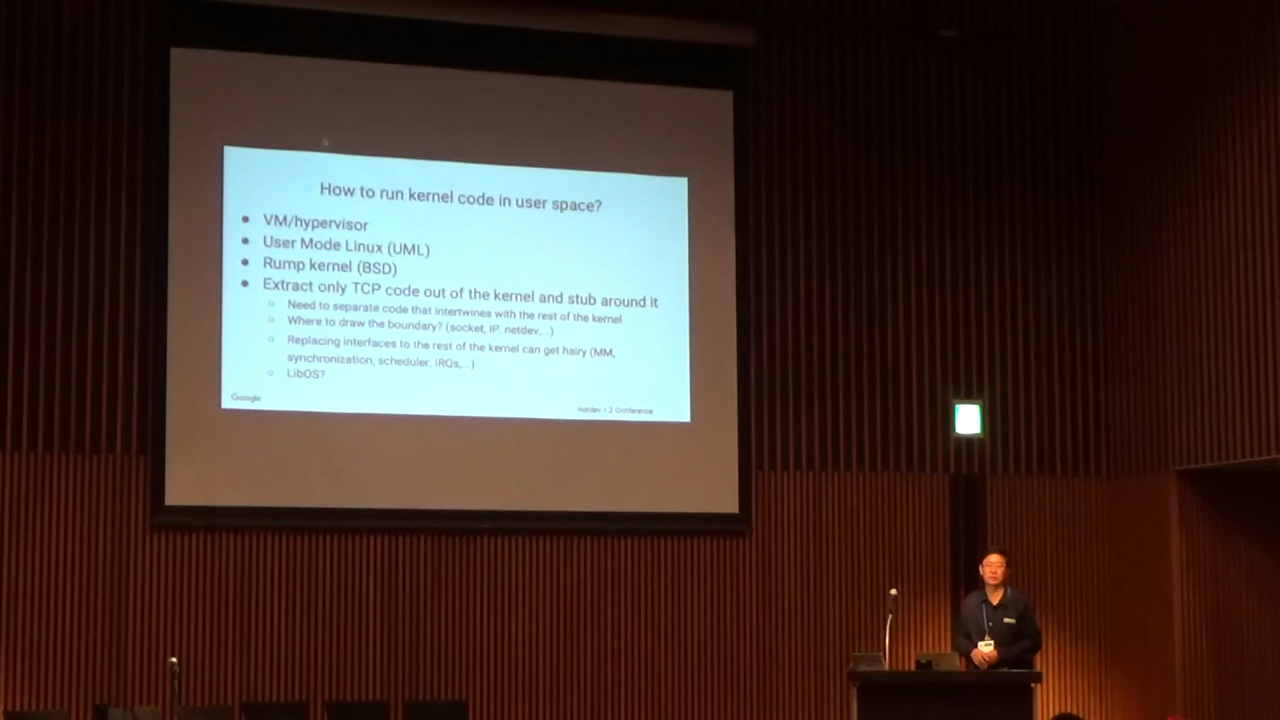 How to run kernel code in user space?
● VM/hypervisor
● User Mode Linux (UML)
● Rump kernel (BSD)
● Extract only TCP code out of the kernel and stub around it
○ Need to separate code that intertwines with the rest of the kernel
○ Where to draw the boundary? (socket, IP, netdev,...)
○ Replacing interfaces to the rest of the kernel can get hairy (MM,
synchronization, scheduler, IRQs,...)
○ LibOS?
Google
Netdev 1.2 Conference